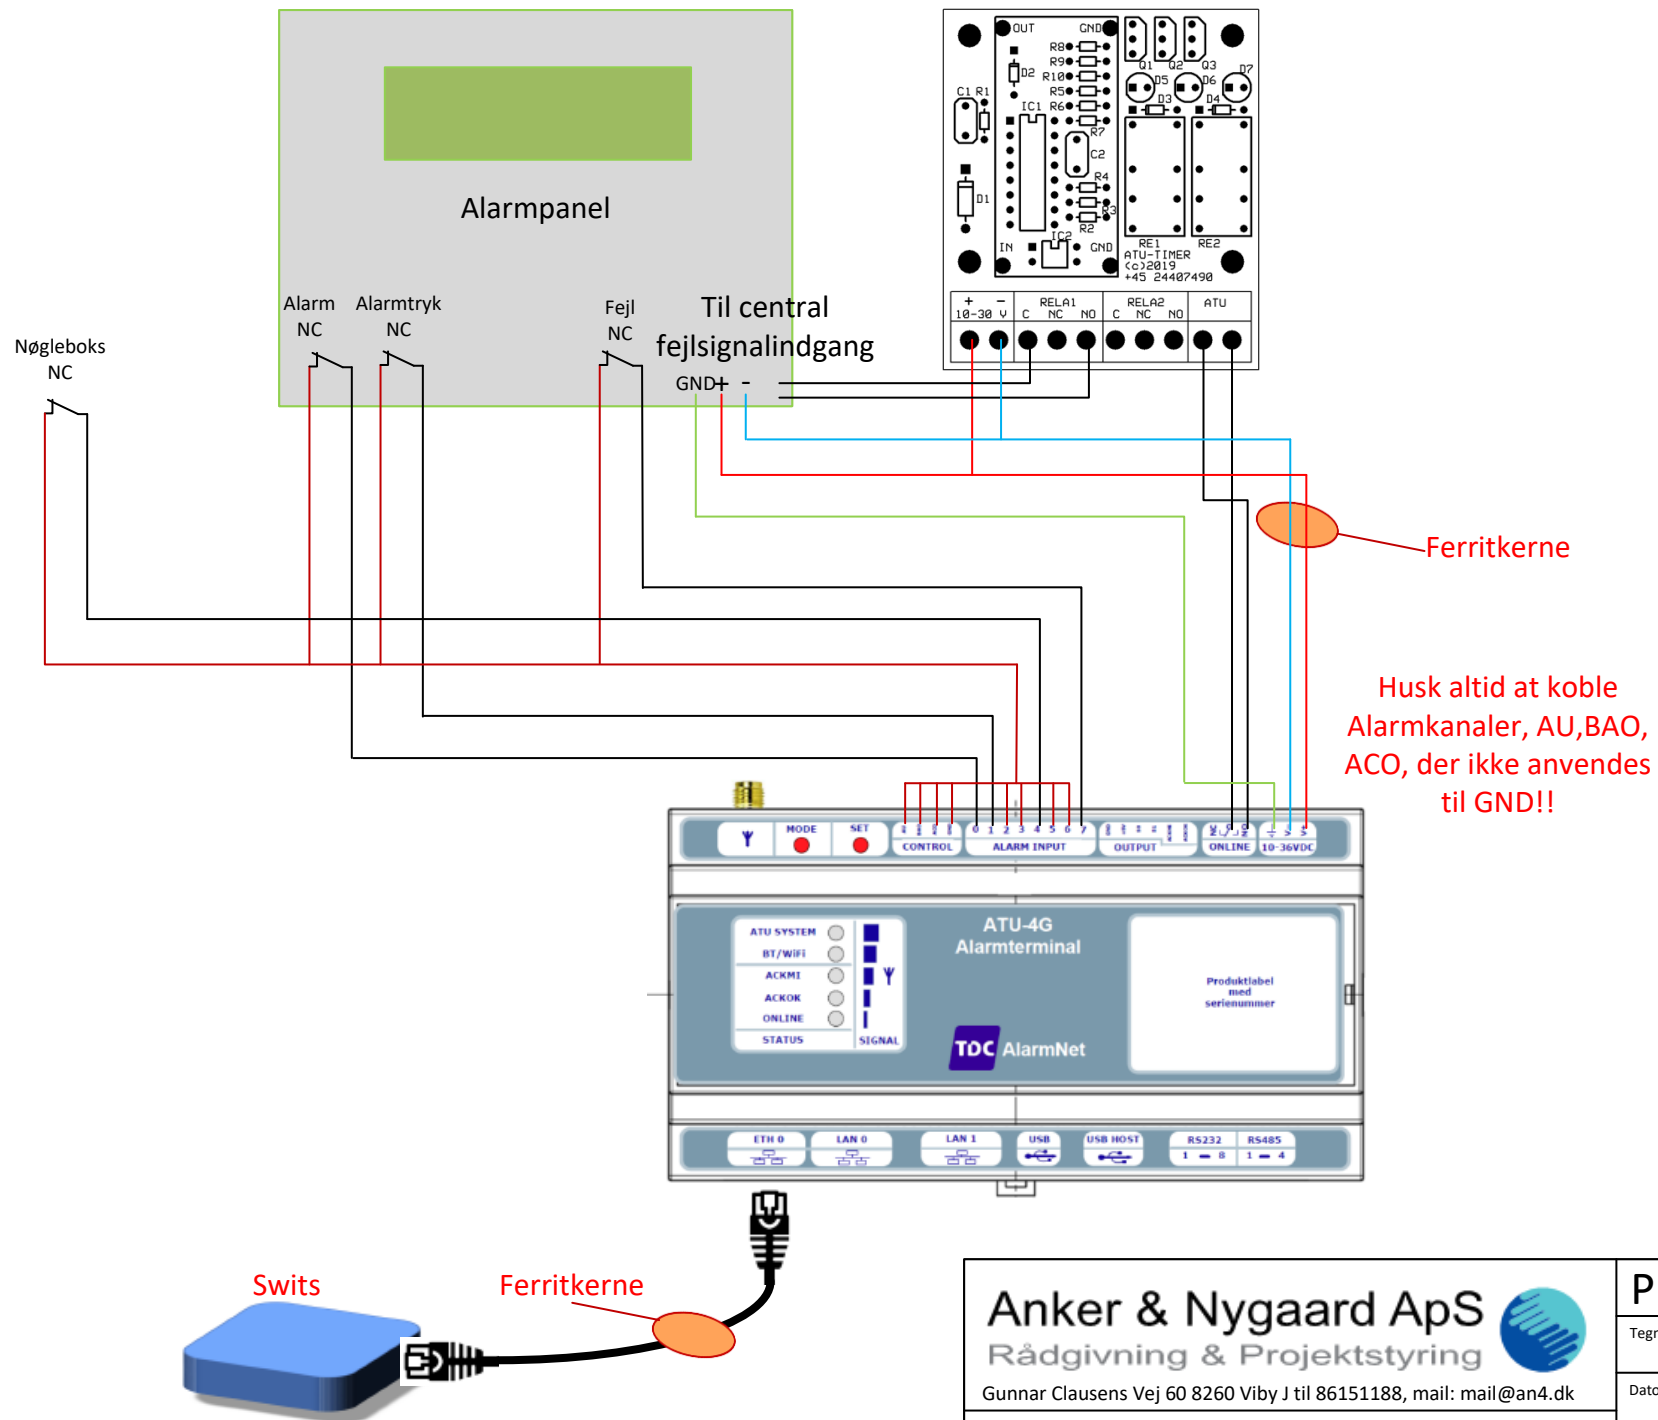 Alarmpanel
Alarm
NC
Alarmtryk
NC
Fejl
NC
Til central
fejlsignalindgang
GND + -
Nøgleboks
NC
OUT GND
R8
R9
R10
R5
R6
R7
D2
IC1
C1 R1
C2
D1
R4
R3
R2
IC2
IN GND
Q1 Q2 Q3
D5 D6 D7
D3 D4
RE1 RE2
ATU-TIMER
(c)2019
+45 24407490
+ - RELA1 RELA2 ATU
10-30 V C NC NO C NC NO
Ferritkerne
Husk altid at koble
Alarmkanaler, AU,BAO,
ACO, der ikke anvendes
til GND!!
MODE SET
CONTROL
0 1 2 3 4 5 6 7
ALARM INPUT
OUTPUT
ONLINE
10-36VDC
ATU-4G
Alarmterminal
ATU SYSTEM
BT/WiFi
ACKMI
ACKOK
ONLINE
STATUS SIGNAL
TDC AlarmNet
Produktlabel
med
serienummer
ETH 0 LAN 0 LAN 1 USB USB HOST RS232 RS485
1 – 8 1 – 4
Swits
Ferritkerne
Anker & Nygaard ApS
Rådgivning & Projektstyring
Gunnar Clausens Vej 60 8260 Viby J til 86151188, mail: mail@an4.dk
P
Tegr
Dato